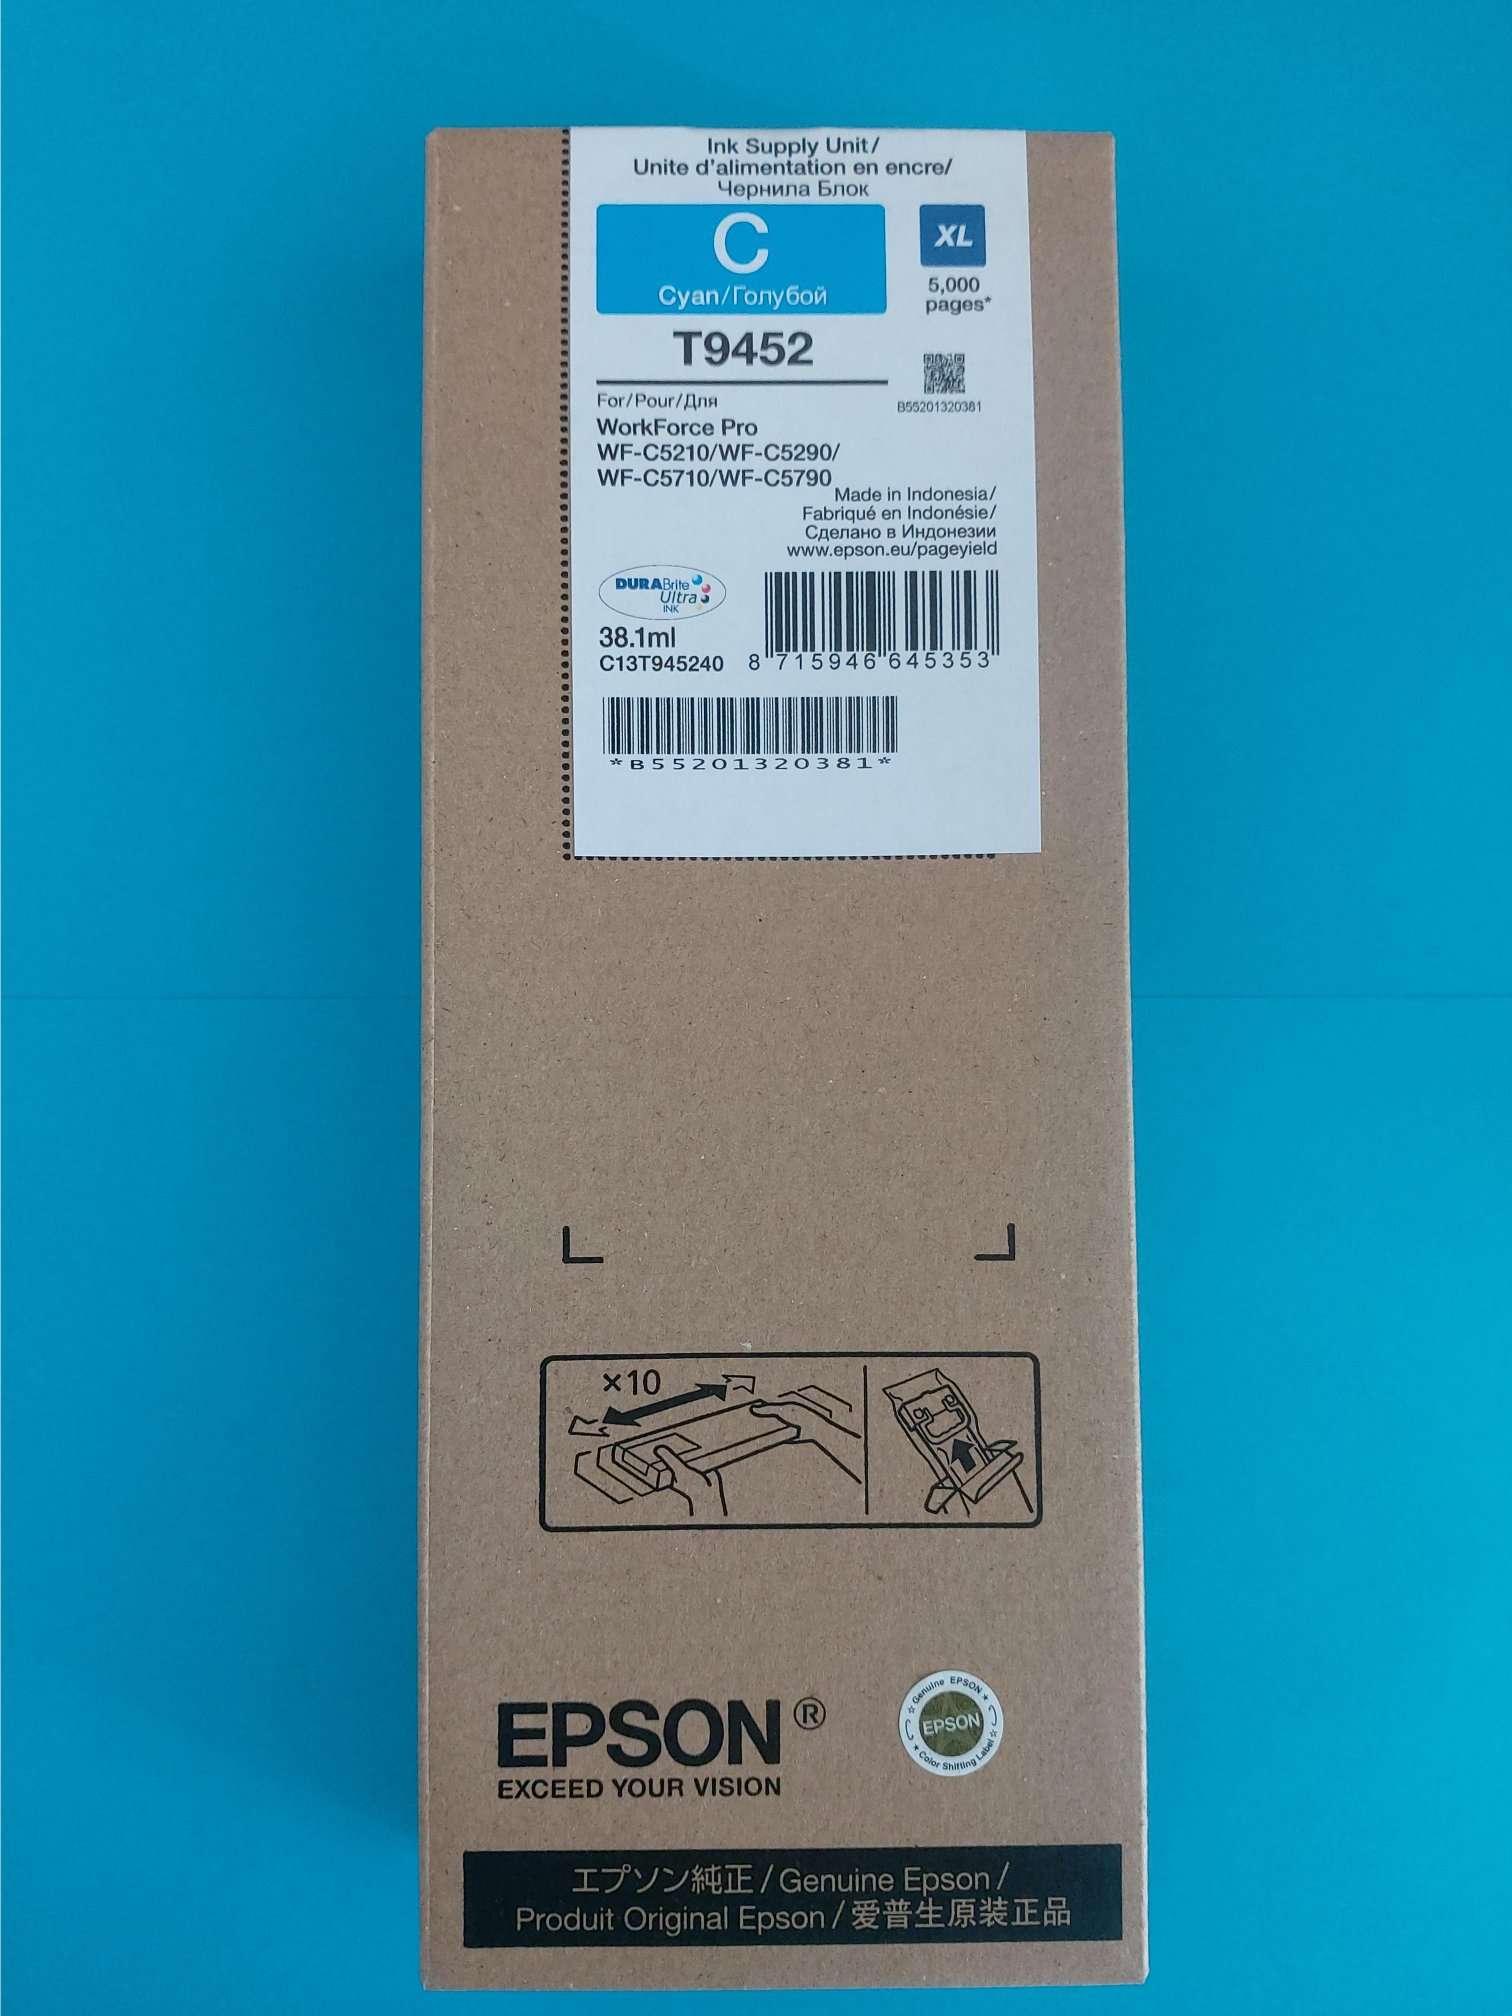 Ink Supply Unit/
Unite d'alimentation en encre/
Чернила Блок
C
Cyan/Голубой
XL
5,000
pages*
T9452
B55201320381
For/Pour/Для
WorkForce Pro
WF-C5210/WF-C5290/
WF-C5710/WF-C5790
Made in Indonesia/
Fabriqué en Indonésie/
Сделано в Индонезии
www.epson.eu/pageyield
DURABrite
Ultra
INK
38.1ml
C13T945240
8 715946 645353
*B55201320381*
×10
EPSON®
EXCEED YOUR VISION
Genuine EPSON
EPSON
Color Shifting Label
エプソン純正/Genuine Epson/
Produit Original Epson/爱普生原装正品